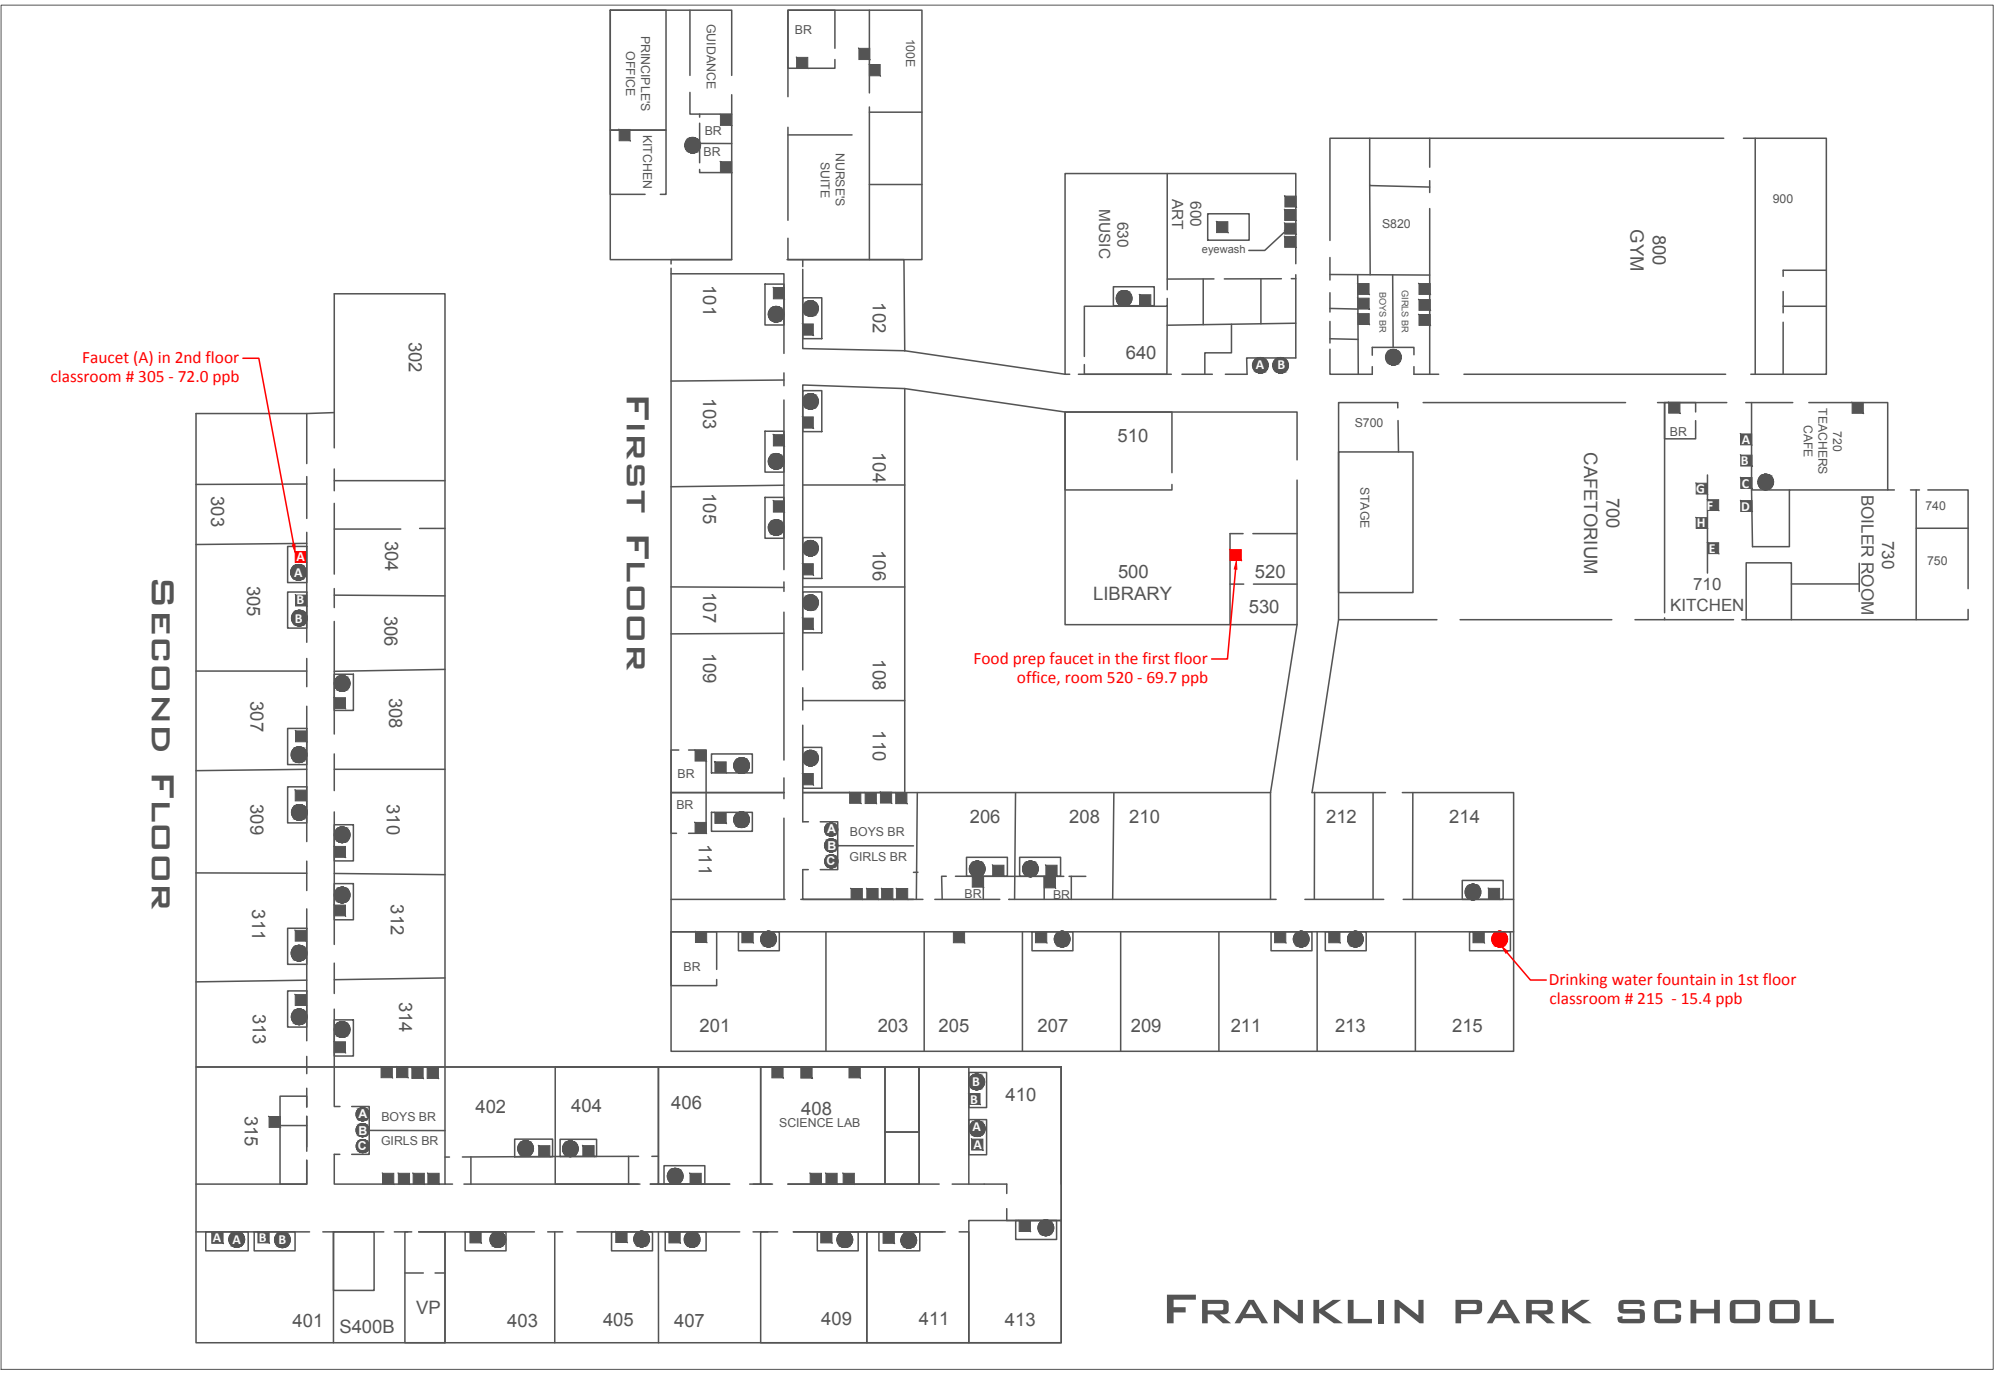 PRINCIPLE'S
OFFICE
GUIDANCE
BR
100E
BR
BR
KITCHEN
NURSE'S
SUITE
630
MUSIC
600
ART
eyewash
640
A B
S820
BOYS BR
GIRLS BR
800
GYM
900
101
102
103
104
105
106
107
108
109
110
111
BR
BR
FIRST FLOOR
510
500
LIBRARY
520
530
S700
STAGE
700
CAFETORIUM
BR
A
B
C
D
G
F
H
E
710
KITCHEN
720
TEACHERS
CAFE
730
BOILER ROOM
740
750
Food prep faucet in the first floor
office, room 520 - 69.7 ppb
A
B
C
BOYS BR
GIRLS BR
206
208
210
212
214
BR
BR
BR
201
203
205
207
209
211
213
215
Drinking water fountain in 1st floor
classroom # 215 - 15.4 ppb
Faucet (A) in 2nd floor
classroom # 305 - 72.0 ppb
SECOND FLOOR
302
303
304
A
A
B
B
305
306
307
308
309
310
311
312
313
314
315
A
B
C
BOYS BR
GIRLS BR
402
404
406
408
SCIENCE LAB
B
B
A
A
410
A A B B
401
S400B
VP
403
405
407
409
411
413
FRANKLIN PARK SCHOOL